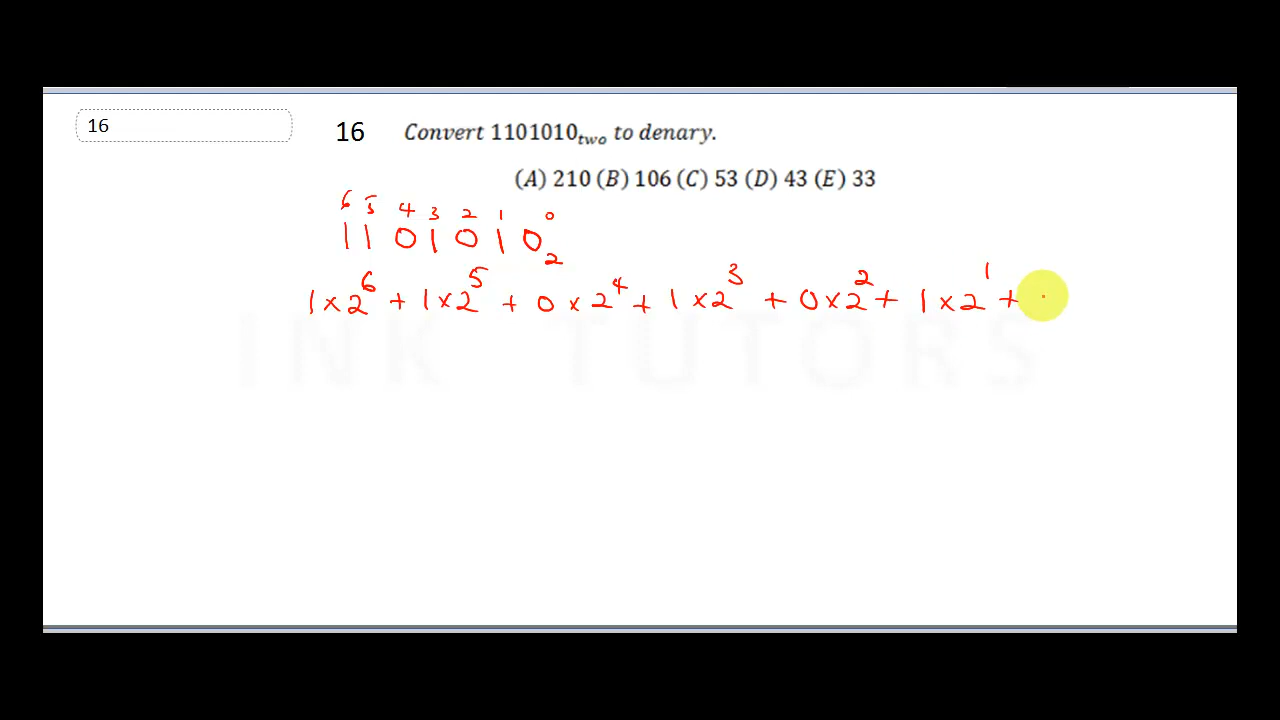 16
16 Convert 1101010two to denary.
(A) 210 (B) 106 (C) 53 (D) 43 (E) 33
6 5 4 3 2 1 0
1 1 0 1 0 1 0 2
1 × 2^6 + 1 × 2^5 + 0 × 2^4 + 1 × 2^3 + 0 × 2^2 + 1 × 2^1 +
INK TUTORS